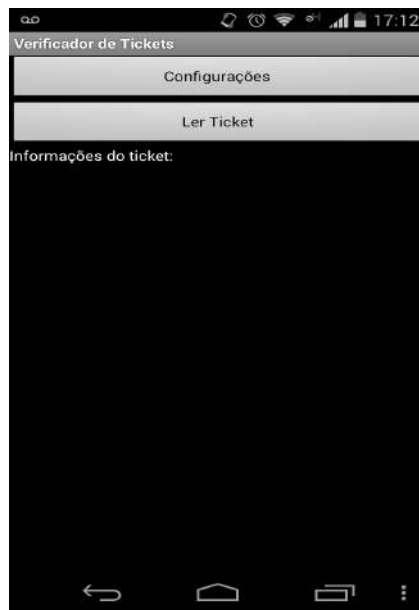 17:12
Verificador de Tickets
Configurações
Ler Ticket
Informações do ticket: